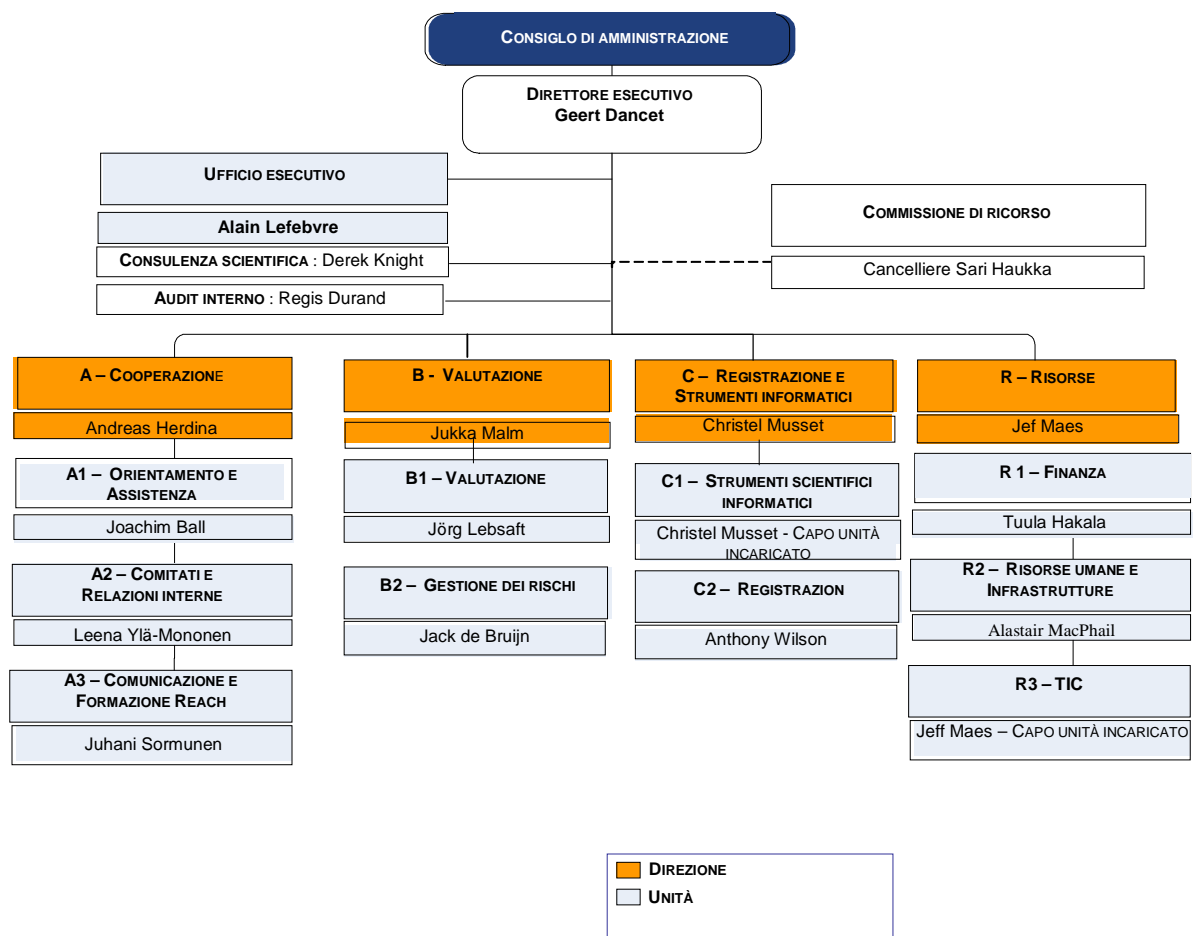 CONSIGLO DI AMMINISTRAZIONE
DIRETTORE ESECUTIVO
Geert Dancet
UFFICIO ESECUTIVO
Alain Lefebvre
CONSULENZA SCIENTIFICA : Derek Knight
AUDIT INTERNO : Regis Durand
COMMISSIONE DI RICORSO
Cancelliere Sari Haukka
A – COOPERAZIONE
Andreas Herdina
A1 – ORIENTAMENTO E
ASSISTENZA
Joachim Ball
A2 – COMITATI E
RELAZIONI INTERNE
Leena Ylä-Mononen
A3 – COMUNICAZIONE E
FORMAZIONE REACH
Juhani Sormunen
B - VALUTAZIONE
Jukka Malm
B1 – VALUTAZIONE
Jörg Lebsaft
B2 – GESTIONE DEI RISCHI
Jack de Bruijn
C – REGISTRAZIONE E
STRUMENTI INFORMATICI
Christel Musset
C1 – STRUMENTI SCIENTIFICI
INFORMATICI
Christel Musset - CAPO UNITÀ
INCARICATO
C2 – REGISTRAZION
Anthony Wilson
R – RISORSE
Jef Maes
R 1 – FINANZA
Tuula Hakala
R2 – RISORSE UMANE E
INFRASTRUTTURE
Alastair MacPhail
R3 – TIC
Jeff Maes – CAPO UNITÀ INCARICATO
DIREZIONE
UNITÀ